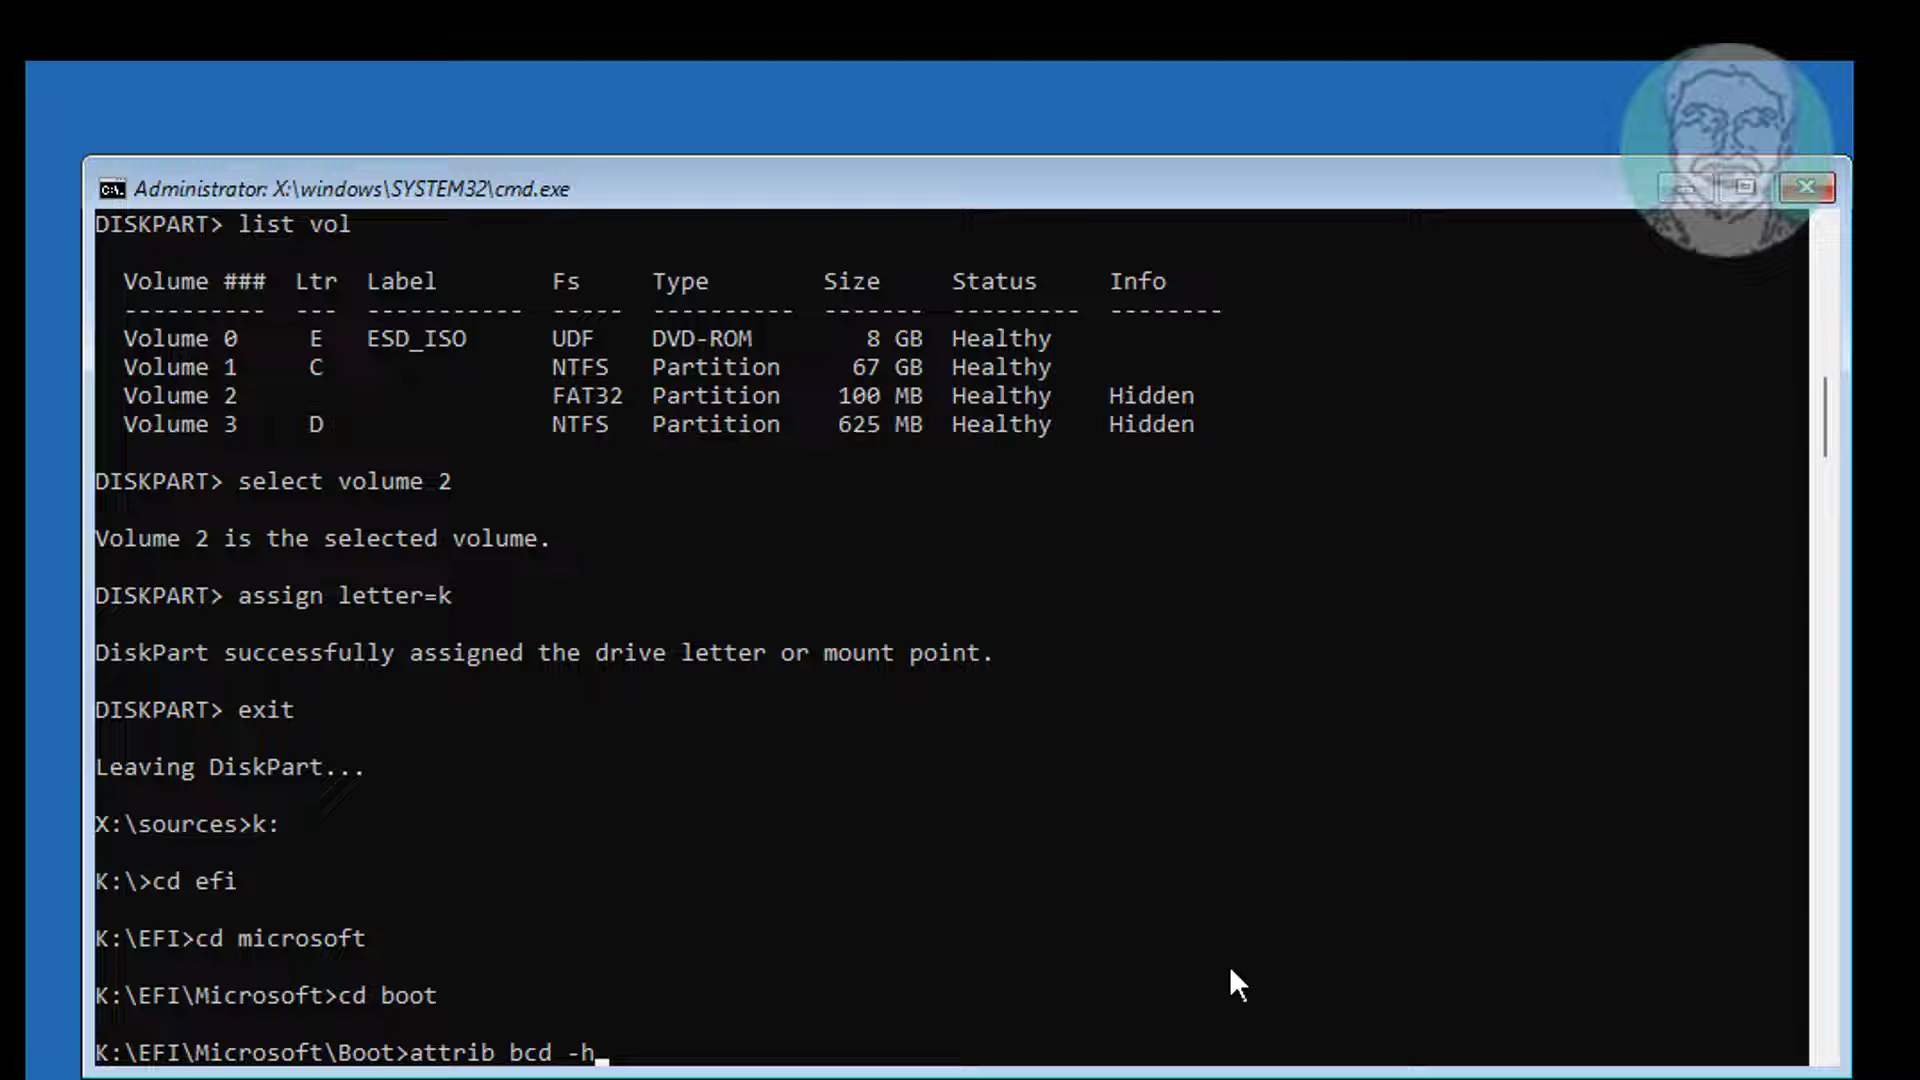 Administrator: X:\windows\SYSTEM32\cmd.exe
DISKPART> list vol
Volume ### Ltr Label Fs Type Size Status Info
---------- --- ----------- ----- ---------- ------- --------- --------
Volume 0 E ESD_ISO UDF DVD-ROM 8 GB Healthy
Volume 1 C NTFS Partition 67 GB Healthy
Volume 2 FAT32 Partition 100 MB Healthy Hidden
Volume 3 D NTFS Partition 625 MB Healthy Hidden
DISKPART> select volume 2
Volume 2 is the selected volume.
DISKPART> assign letter=k
DiskPart successfully assigned the drive letter or mount point.
DISKPART> exit
Leaving DiskPart...
X:\sources>k:
K:\>cd efi
K:\EFI>cd microsoft
K:\EFI\Microsoft>cd boot
K:\EFI\Microsoft\Boot>attrib bcd -h